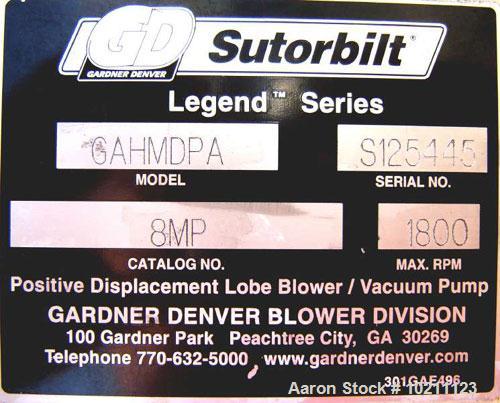 GD Sutorbilt®
GARDNER DENVER
Legend™ Series
GAHMDPA S125445
MODEL SERIAL NO.
8MP 1800
CATALOG NO. MAX. RPM
Positive Displacement Lobe Blower / Vacuum Pump
GARDNER DENVER BLOWER DIVISION
100 Gardner Park Peachtree City, GA 30269
Telephone 770-632-5000 www.gardnerdenver.com
301GAE496
Aaron Stock # 10211123